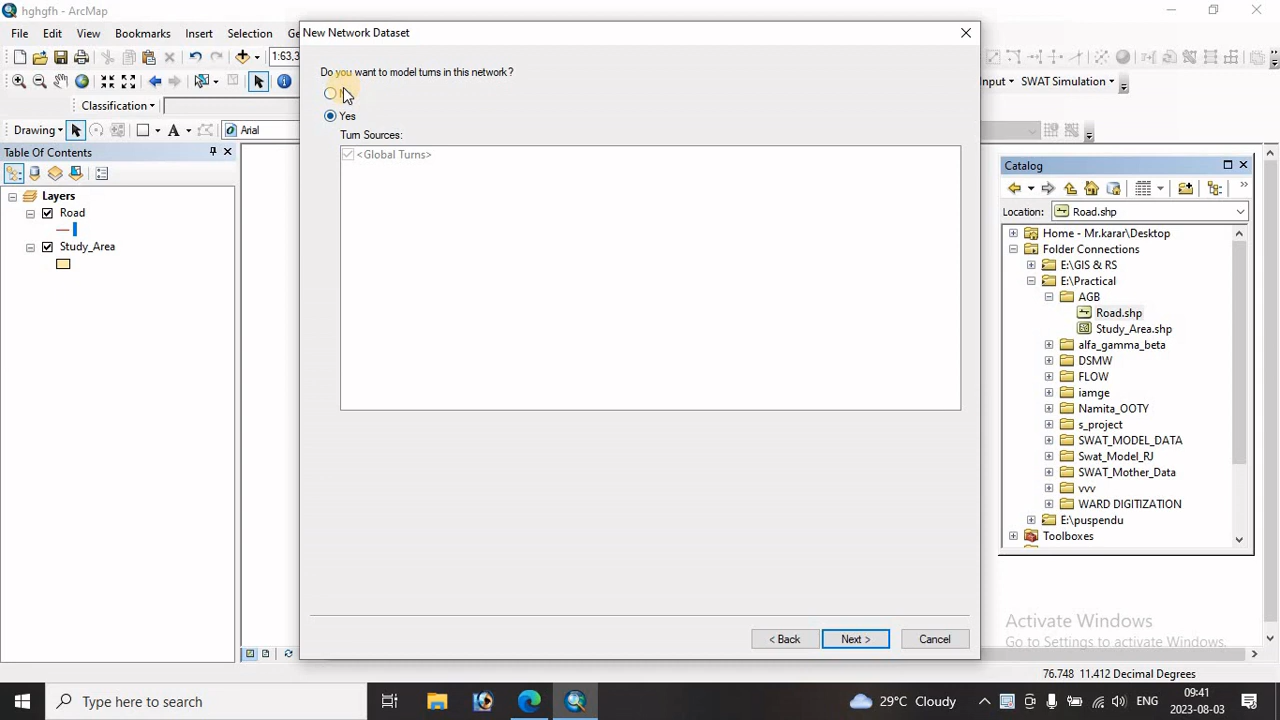 hghgfh - ArcMap
File Edit View Bookmarks Insert Selection
1:63,3
Classification
Drawing A Arial
Input SWAT Simulation
Table Of Contents
Layers
Road
Study_Area
New Network Dataset
Do you want to model turns in this network?
Yes
Turn Sources:
<Global Turns>
< Back Next > Cancel
Catalog
Location: Road.shp
Home - Mr.karar\Desktop
Folder Connections
E:\GIS & RS
E:\Practical
AGB
Road.shp
Study_Area.shp
alfa_gamma_beta
DSMW
FLOW
iamge
Namita_OOTY
s_project
SWAT_MODEL_DATA
Swat_Model_RJ
SWAT_Mother_Data
vvv
WARD DIGITIZATION
E:\puspendu
Toolboxes
Activate Windows
Go to Settings to activate Windows.
76.748 11.412 Decimal Degrees
Type here to search
29°C Cloudy
ENG
09:41
2023-08-03